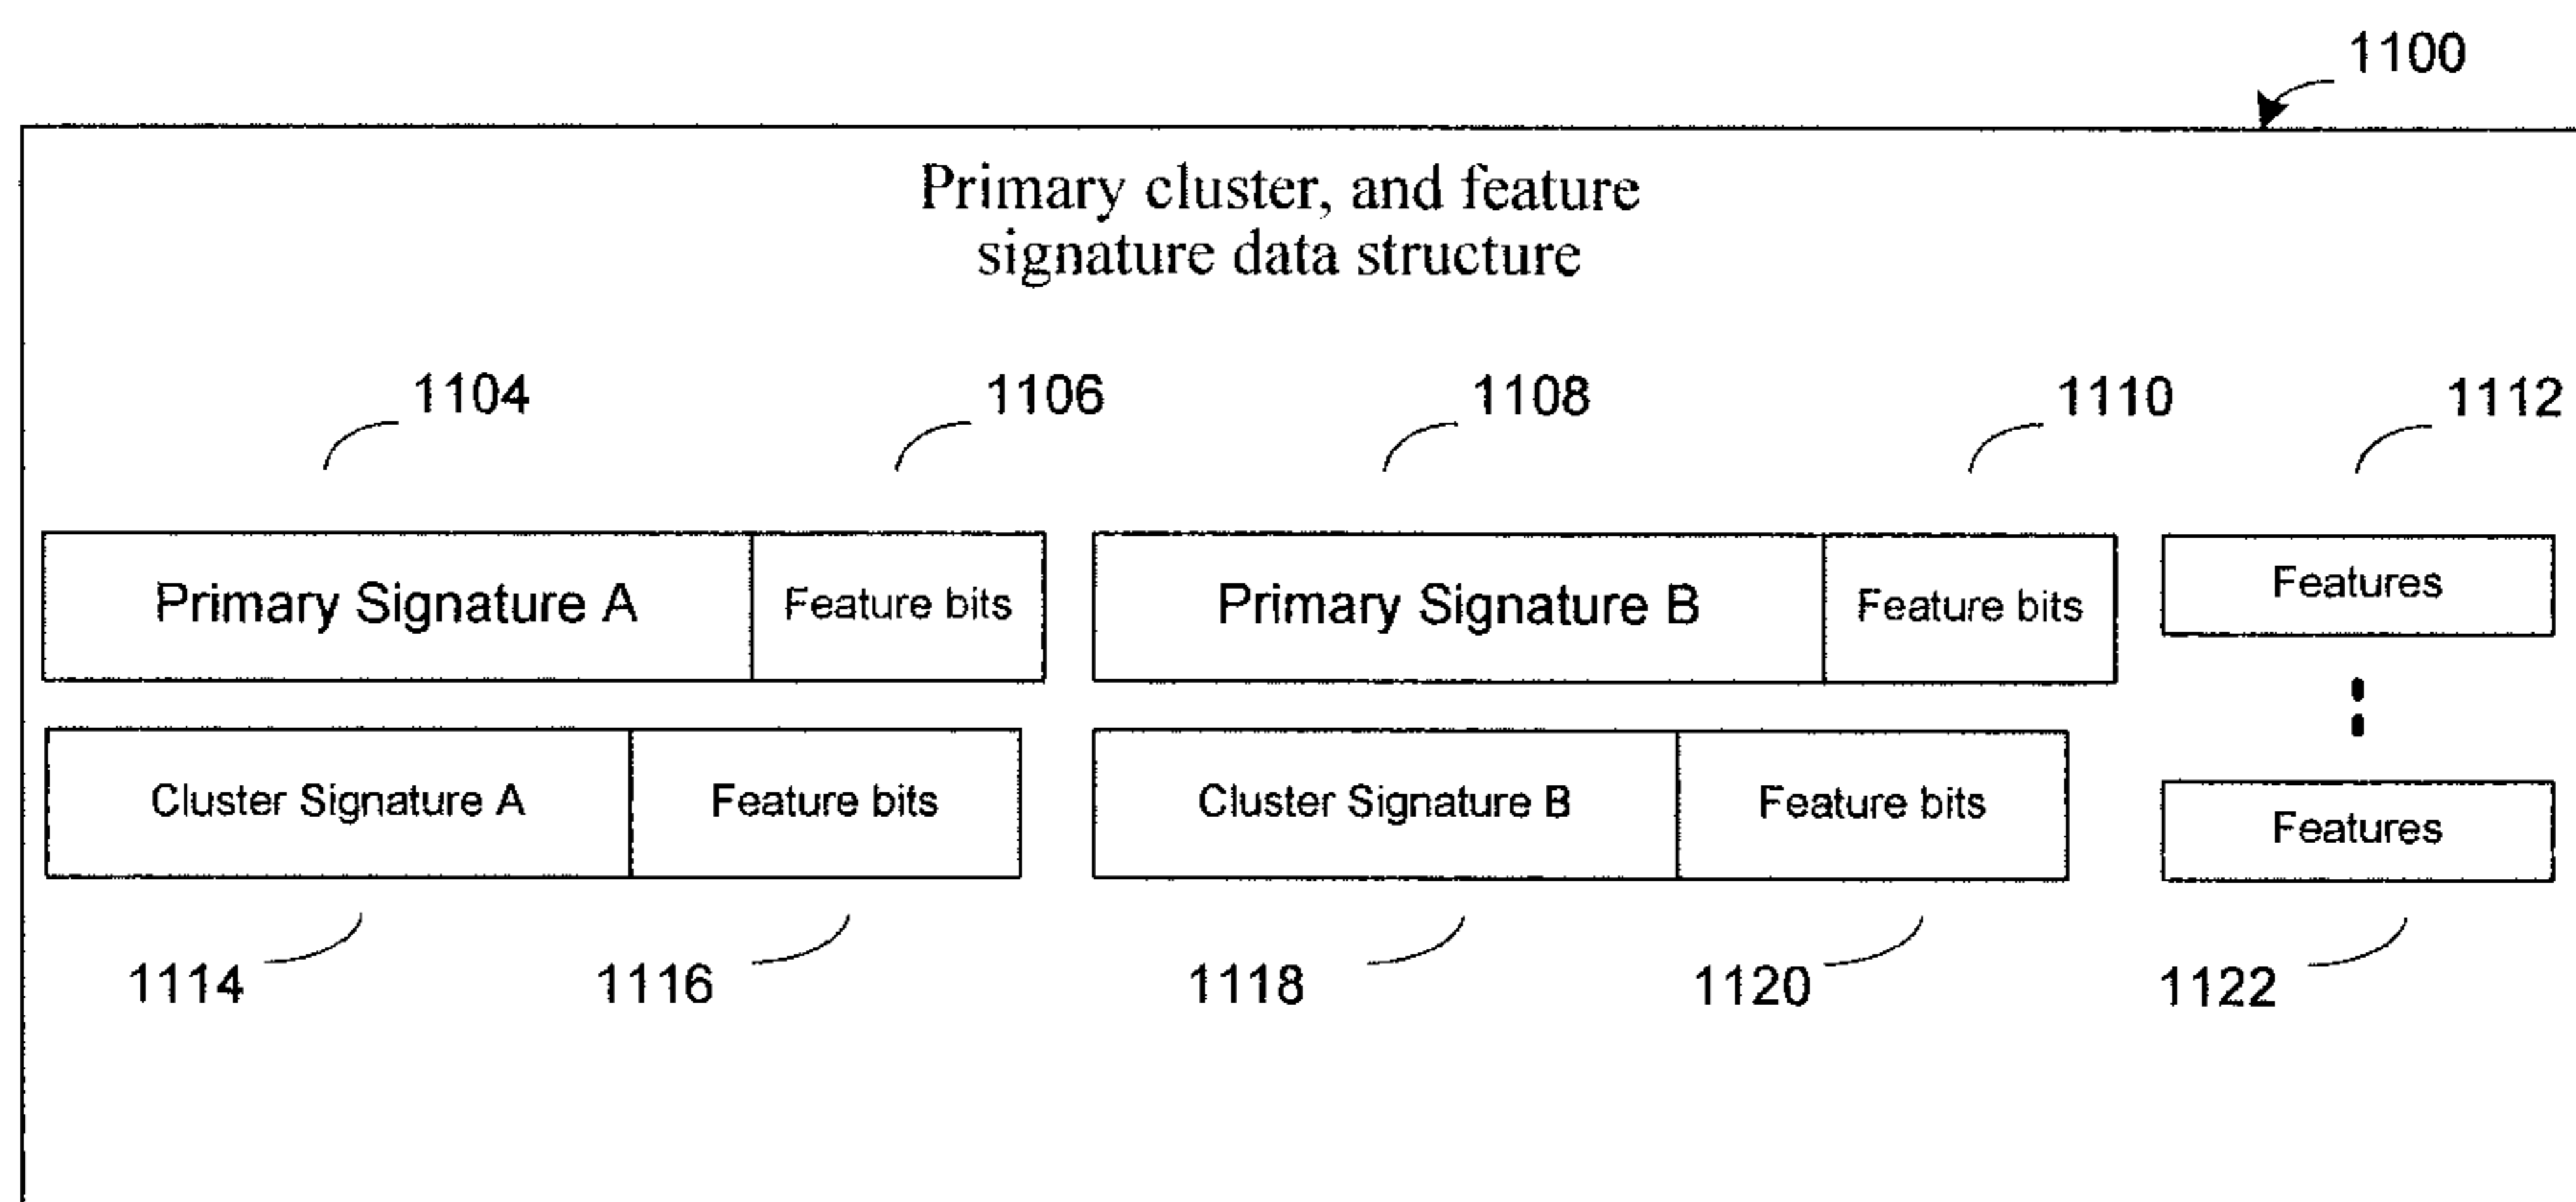 1100
Primary cluster, and feature
signature data structure
1104 1106 1108 1110 1112
Primary Signature A Feature bits Primary Signature B Feature bits Features
Cluster Signature A Feature bits Cluster Signature B Feature bits Features
1114 1116 1118 1120 1122